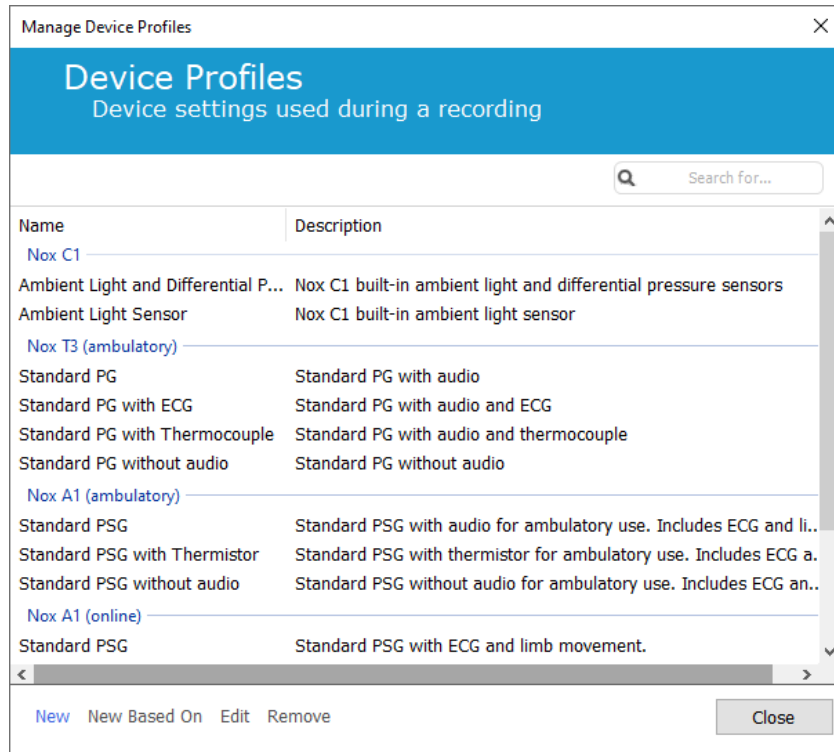 Manage Device Profiles
Device Profiles
Device settings used during a recording
Search for...
Name Description
Nox C1
Ambient Light and Differential P... Nox C1 built-in ambient light and differential pressure sensors
Ambient Light Sensor Nox C1 built-in ambient light sensor
Nox T3 (ambulatory)
Standard PG Standard PG with audio
Standard PG with ECG Standard PG with audio and ECG
Standard PG with Thermocouple Standard PG with audio and thermocouple
Standard PG without audio Standard PG without audio
Nox A1 (ambulatory)
Standard PSG Standard PSG with audio for ambulatory use. Includes ECG and li..
Standard PSG with Thermistor Standard PSG with thermistor for ambulatory use. Includes ECG a.
Standard PSG without audio Standard PSG without audio for ambulatory use. Includes ECG an..
Nox A1 (online)
Standard PSG Standard PSG with ECG and limb movement.
New New Based On Edit Remove Close